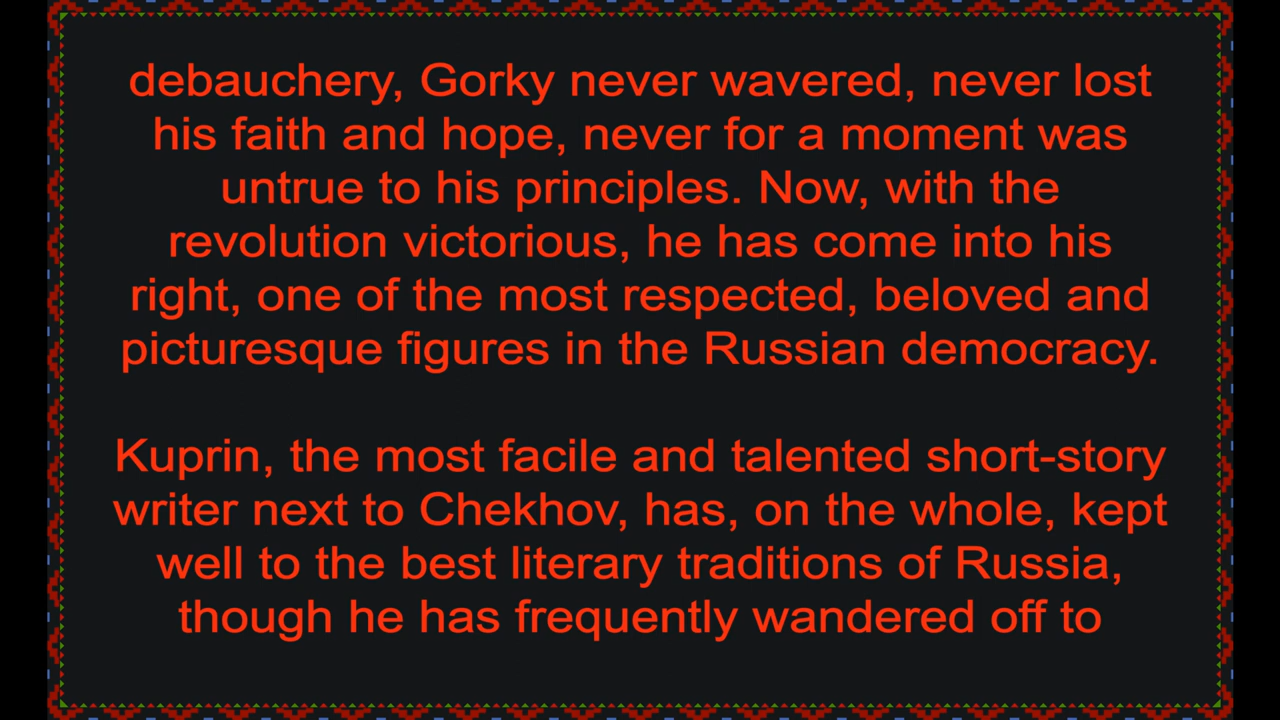 debauchery, Gorky never wavered, never lost
his faith and hope, never for a moment was
untrue to his principles. Now, with the
revolution victorious, he has come into his
right, one of the most respected, beloved and
picturesque figures in the Russian democracy.
Kuprin, the most facile and talented short-story
writer next to Chekhov, has, on the whole, kept
well to the best literary traditions of Russia,
though he has frequently wandered off to